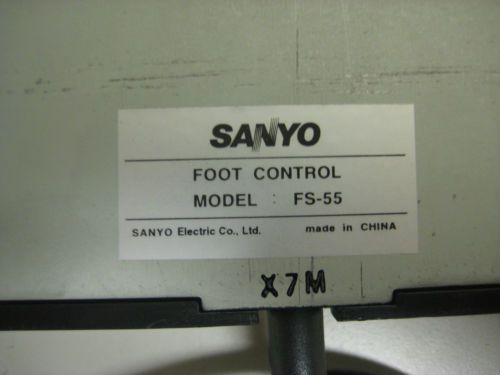 SANYO
FOOT CONTROL
MODEL : FS-55
SANYO Electric Co., Ltd. made in CHINA
X7M